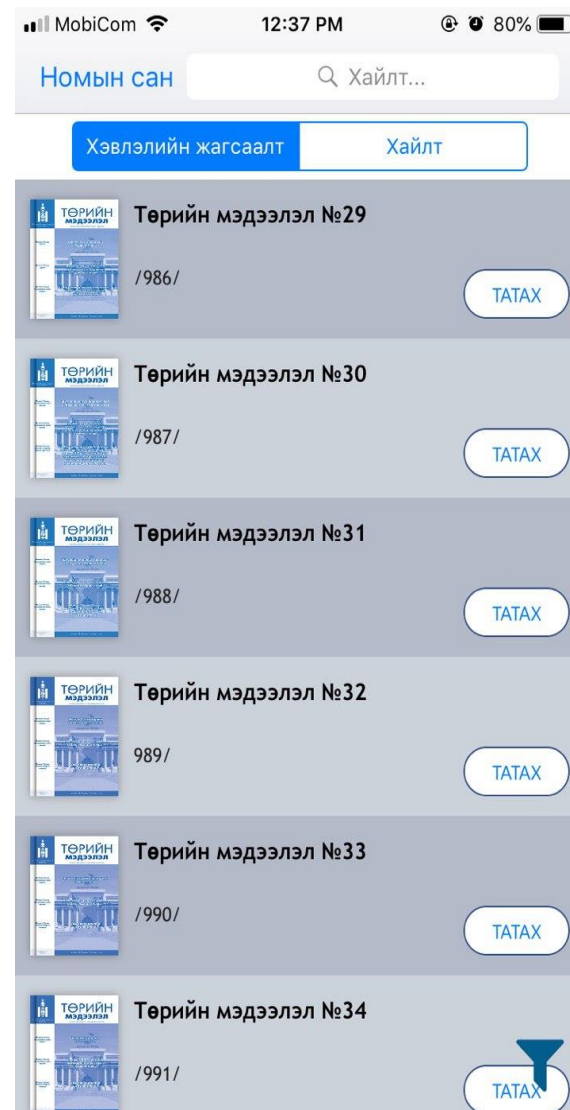 MobiCom 12:37 PM 80%
Номын сан Хайлт...
Хэвлэлийн жагсаалт Хайлт
ТӨРИЙН
МЭДЭЭЛЭЛ
Төрийн мэдээлэл №29
/986/
ТАТАХ
ТӨРИЙН
МЭДЭЭЛЭЛ
Төрийн мэдээлэл №30
/987/
ТАТАХ
ТӨРИЙН
МЭДЭЭЛЭЛ
Төрийн мэдээлэл №31
/988/
ТАТАХ
ТӨРИЙН
МЭДЭЭЛЭЛ
Төрийн мэдээлэл №32
989/
ТАТАХ
ТӨРИЙН
МЭДЭЭЛЭЛ
Төрийн мэдээлэл №33
/990/
ТАТАХ
ТӨРИЙН
МЭДЭЭЛЭЛ
Төрийн мэдээлэл №34
/991/
ТАТАХ